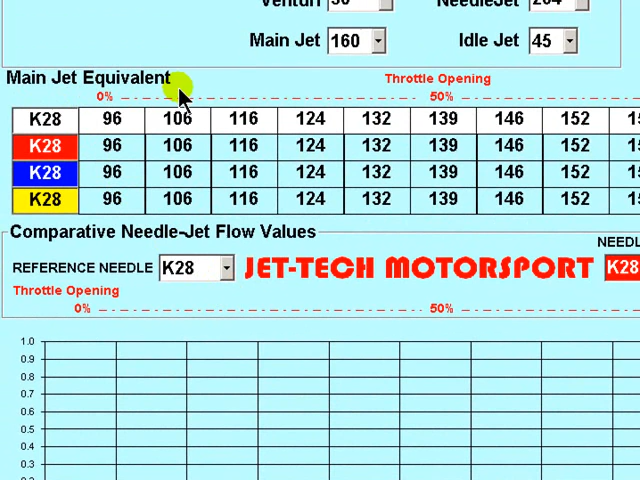 Venturi 30 NeedleJet 264
Main Jet 160 Idle Jet 45
Main Jet Equivalent Throttle Opening
0% 50%
K28 96 106 116 124 132 139 146 152
K28 96 106 116 124 132 139 146 152
K28 96 106 116 124 132 139 146 152
K28 96 106 116 124 132 139 146 152
Comparative Needle-Jet Flow Values
REFERENCE NEEDLE K28 JET-TECH MOTORSPORT K28
Throttle Opening
0% 50%
1.0
0.9
0.8
0.7
0.6
0.5
0.4
0.3